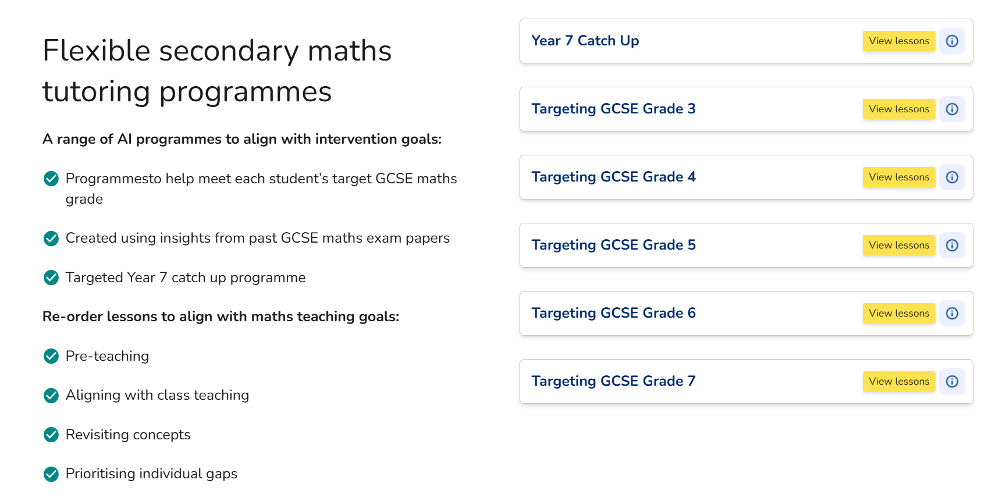 Flexible secondary maths
tutoring programmes
A range of AI programmes to align with intervention goals:
Programmesto help meet each student’s target GCSE maths
grade
Created using insights from past GCSE maths exam papers
Targeted Year 7 catch up programme
Re-order lessons to align with maths teaching goals:
Pre-teaching
Aligning with class teaching
Revisiting concepts
Prioritising individual gaps
Year 7 Catch Up
View lessons
Targeting GCSE Grade 3
View lessons
Targeting GCSE Grade 4
View lessons
Targeting GCSE Grade 5
View lessons
Targeting GCSE Grade 6
View lessons
Targeting GCSE Grade 7
View lessons